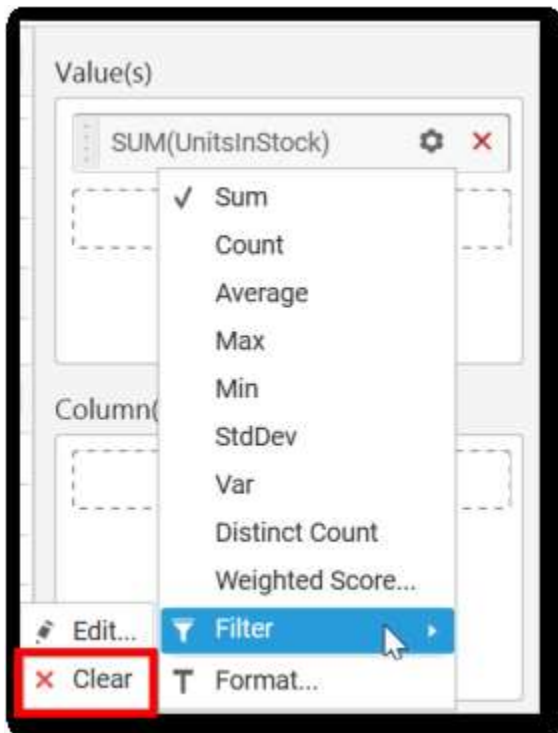 Value(s)
SUM(UnitsInStock)
Sum
Count
Average
Max
Min
Column(
StdDev
Var
Distinct Count
Weighted Score...
Edit...
Filter
Clear
Format...